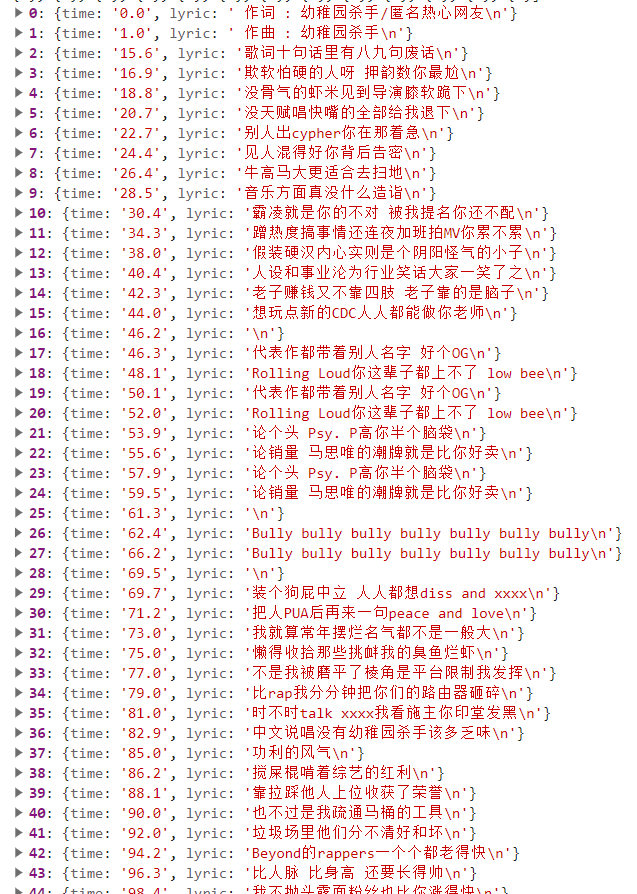 0: {time: '0.0', lyric: ' 作词 : 幼稚园杀手/匿名热心网友\n'}
1: {time: '1.0', lyric: ' 作曲 : 幼稚园杀手\n'}
2: {time: '15.6', lyric: '歌词十句话里有八九句废话\n'}
3: {time: '16.9', lyric: '欺软怕硬的人呀 押韵数你最尬\n'}
4: {time: '18.8', lyric: '没骨气的虾米见到导演膝软跪下\n'}
5: {time: '20.7', lyric: '没天赋唱快嘴的全部给我退下\n'}
6: {time: '22.7', lyric: '别人出cypher你在那着急\n'}
7: {time: '24.4', lyric: '见人混得好你背后告密\n'}
8: {time: '26.4', lyric: '牛高马大更适合去扫地\n'}
9: {time: '28.5', lyric: '音乐方面真没什么造诣\n'}
10: {time: '30.4', lyric: '霸凌就是你的不对 被我提名你还不配\n'}
11: {time: '34.3', lyric: '蹭热度搞事情还连夜加班拍MV你累不累\n'}
12: {time: '38.0', lyric: '假装硬汉内心实则是个阴阳怪气的小子\n'}
13: {time: '40.4', lyric: '人设和事业沦为行业笑话大家一笑了之\n'}
14: {time: '42.3', lyric: '老子赚钱又不靠四肢 老子靠的是脑子\n'}
15: {time: '44.0', lyric: '想玩点新的CDC人人都能做你老师\n'}
16: {time: '46.2', lyric: '\n'}
17: {time: '46.3', lyric: '代表作都带着别人名字 好个OG\n'}
18: {time: '48.1', lyric: 'Rolling Loud你这辈子都上不了 low bee\n'}
19: {time: '50.1', lyric: '代表作都带着别人名字 好个OG\n'}
20: {time: '52.0', lyric: 'Rolling Loud你这辈子都上不了 low bee\n'}
21: {time: '53.9', lyric: '论个头 Psy. P高你半个脑袋\n'}
22: {time: '55.6', lyric: '论销量 马思唯的潮牌就是比你好卖\n'}
23: {time: '57.9', lyric: '论个头 Psy. P高你半个脑袋\n'}
24: {time: '59.5', lyric: '论销量 马思唯的潮牌就是比你好卖\n'}
25: {time: '61.3', lyric: '\n'}
26: {time: '62.4', lyric: 'Bully bully bully bully bully bully bully\n'}
27: {time: '66.2', lyric: 'Bully bully bully bully bully bully bully\n'}
28: {time: '69.5', lyric: '\n'}
29: {time: '69.7', lyric: '装个狗屁中立 人人都想diss and xxxx\n'}
30: {time: '71.2', lyric: '把人PUA后再来一句peace and love\n'}
31: {time: '73.0', lyric: '我就算常年摆烂名气都不是一般大\n'}
32: {time: '75.0', lyric: '懒得收拾那些挑衅我的臭鱼烂虾\n'}
33: {time: '77.0', lyric: '不是我被磨平了棱角是平台限制我发挥\n'}
34: {time: '79.0', lyric: '比rap我分分钟把你们的路由器砸碎\n'}
35: {time: '81.0', lyric: '时不时talk xxxx我看施主你印堂发黑\n'}
36: {time: '82.9', lyric: '中文说唱没有幼稚园杀手该多乏味\n'}
37: {time: '85.0', lyric: '功利的风气\n'}
38: {time: '86.2', lyric: '搅屎棍啃着综艺的红利\n'}
39: {time: '88.1', lyric: '靠拉踩他人上位收获了荣誉\n'}
40: {time: '90.0', lyric: '也不过是我疏通马桶的工具\n'}
41: {time: '92.0', lyric: '垃圾场里他们分不清好和坏\n'}
42: {time: '94.2', lyric: 'Beyond的rappers一个个都老得快\n'}
43: {time: '96.3', lyric: '比人脉 比身高 还要长得帅\n'}
44: {time: '98.4', lyric: '我不抛头露面粉丝也比你涨得快\n'}